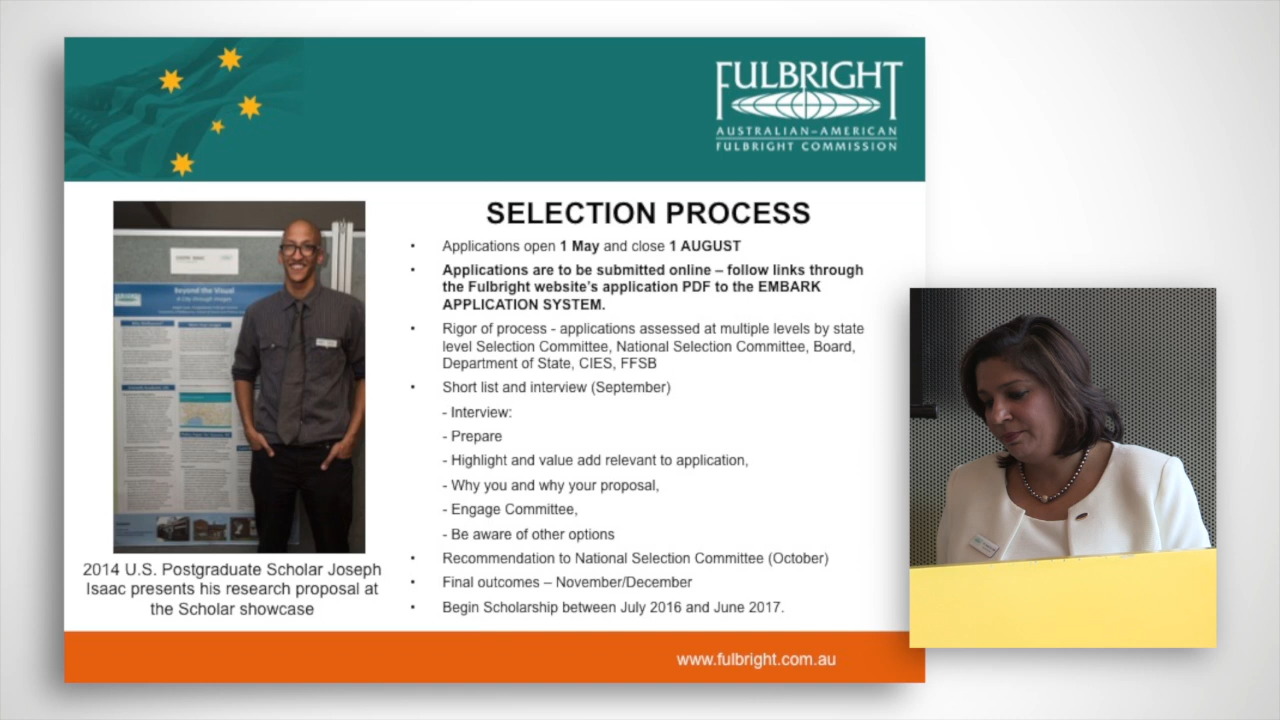 FULBRIGHT
AUSTRALIAN–AMERICAN
FULBRIGHT COMMISSION
SELECTION PROCESS
• Applications open 1 May and close 1 AUGUST
• Applications are to be submitted online – follow links through
the Fulbright website's application PDF to the EMBARK
APPLICATION SYSTEM.
• Rigor of process - applications assessed at multiple levels by state
level Selection Committee, National Selection Committee, Board,
Department of State, CIES, FFSB
• Short list and interview (September)
- Interview:
- Prepare
- Highlight and value add relevant to application,
- Why you and why your proposal,
- Engage Committee,
- Be aware of other options
• Recommendation to National Selection Committee (October)
• Final outcomes – November/December
• Begin Scholarship between July 2016 and June 2017.
Beyond the Visual
2014 U.S. Postgraduate Scholar Joseph
Isaac presents his research proposal at
the Scholar showcase
www.fulbright.com.au